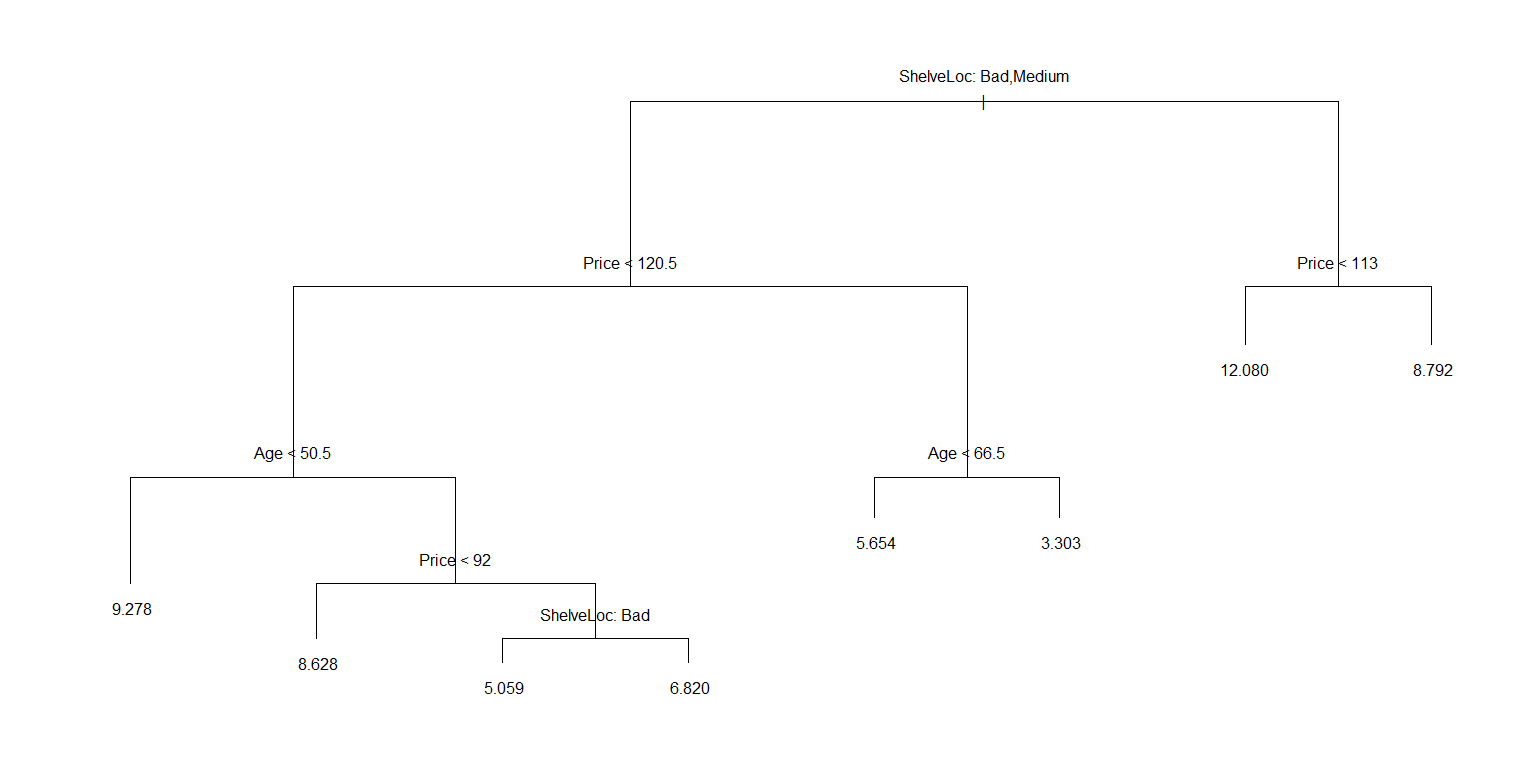 ShelveLoc: Bad,Medium
Price < 120.5
Price < 113
12.080
8.792
Age < 50.5
Age < 66.5
5.654
3.303
Price < 92
9.278
ShelveLoc: Bad
8.628
5.059
6.820